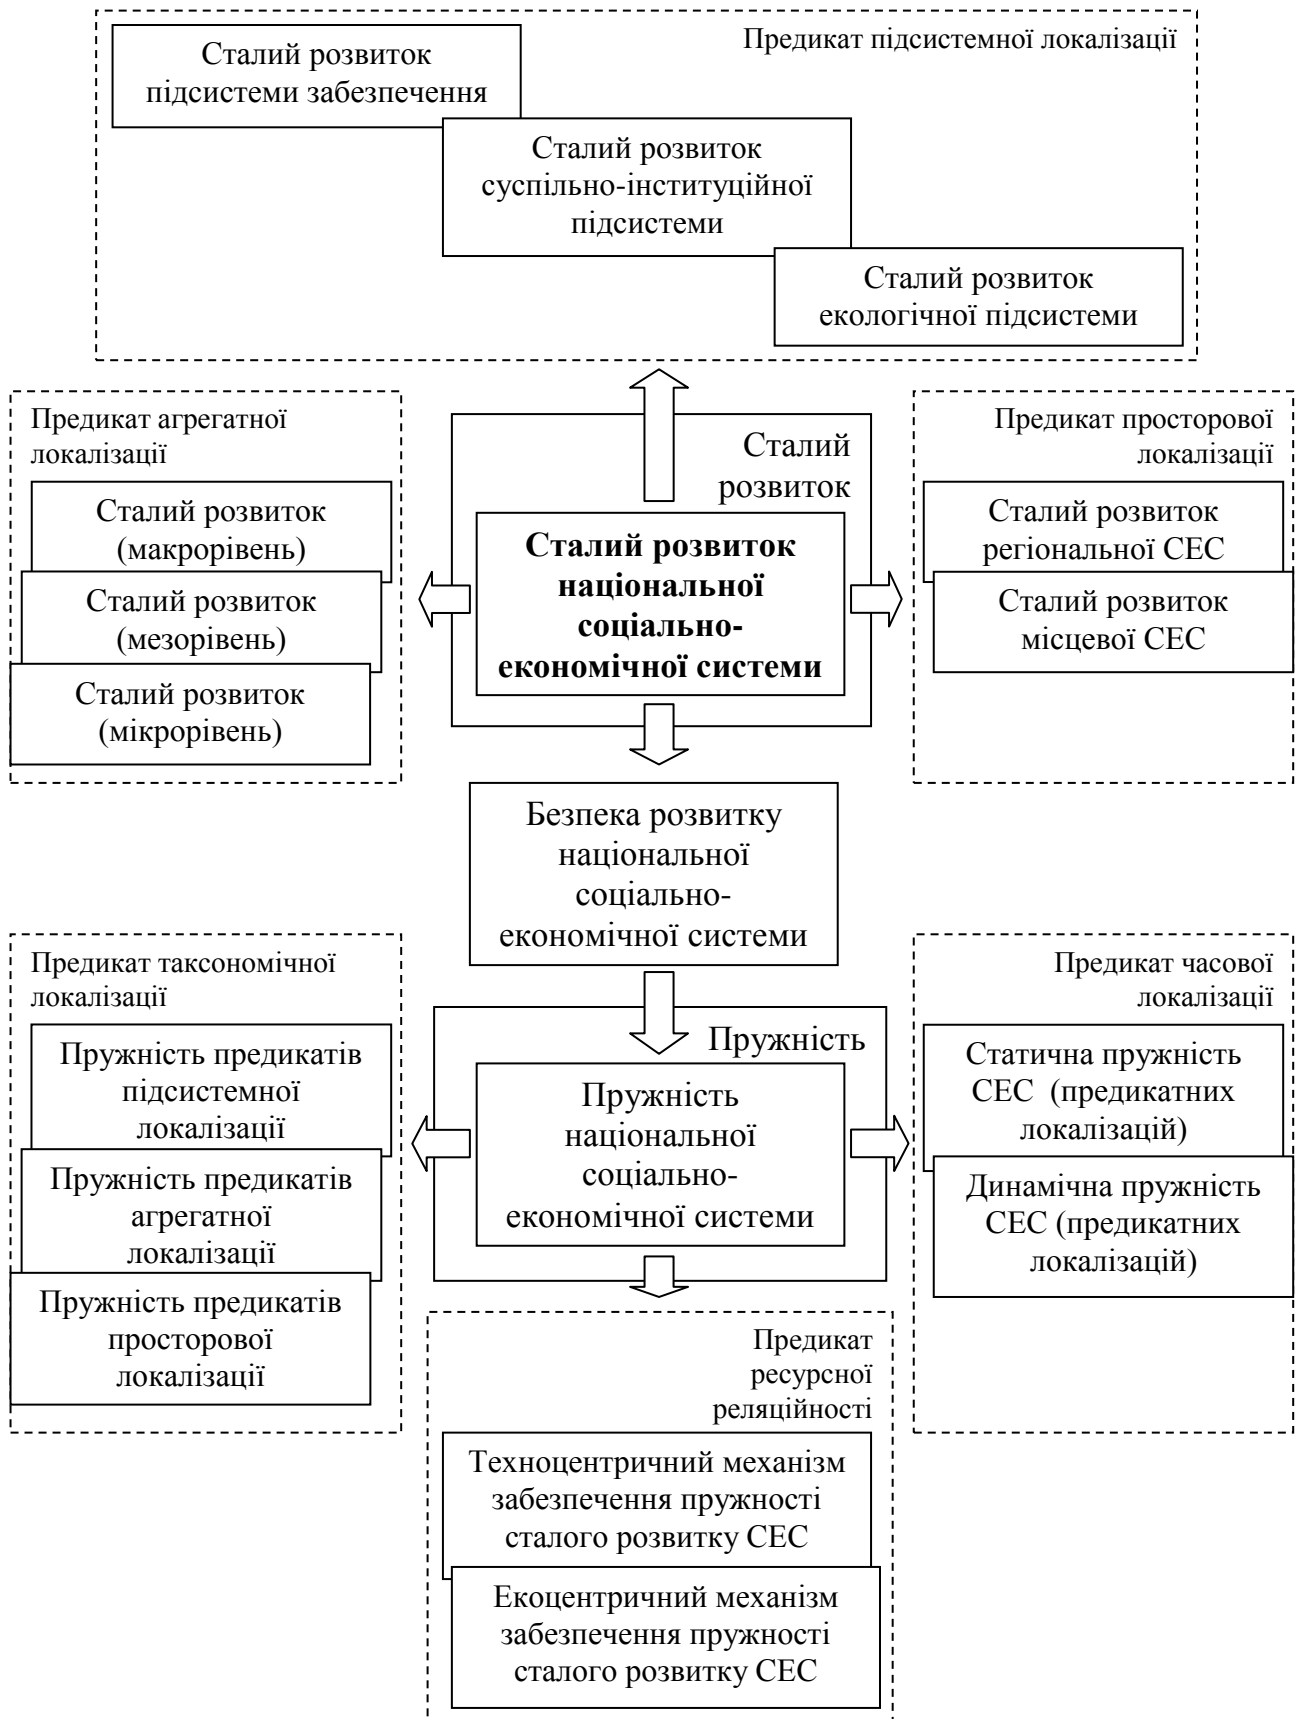 Предикат підсистемної локалізації
Сталий розвиток
підсистеми забезпечення
Сталий розвиток
суспільно-інституційної
підсистеми
Сталий розвиток
екологічної підсистеми
Предикат агрегатної
локалізації
Сталий розвиток
(макрорівень)
Сталий розвиток
(мезорівень)
Сталий розвиток
(мікрорівень)
Сталий
розвиток
Сталий розвиток
національної
соціально-
економічної системи
Предикат просторової
локалізації
Сталий розвиток
регіональної СЕС
Сталий розвиток
місцевої СЕС
Безпека розвитку
національної
соціально-
економічної системи
Предикат таксономічної
локалізації
Пружність предикатів
підсистемної
локалізації
Пружність предикатів
агрегатної
локалізації
Пружність предикатів
просторової
локалізації
Пружність
Пружність
національної
соціально-
економічної системи
Предикат часової
локалізації
Статична пружність
СЕС (предикатних
локалізацій)
Динамічна пружність
СЕС (предикатних
локалізацій)
Предикат
ресурсної
реляційності
Техноцентричний механізм
забезпечення пружності
сталого розвитку СЕС
Екоцентричний механізм
забезпечення пружності
сталого розвитку СЕС